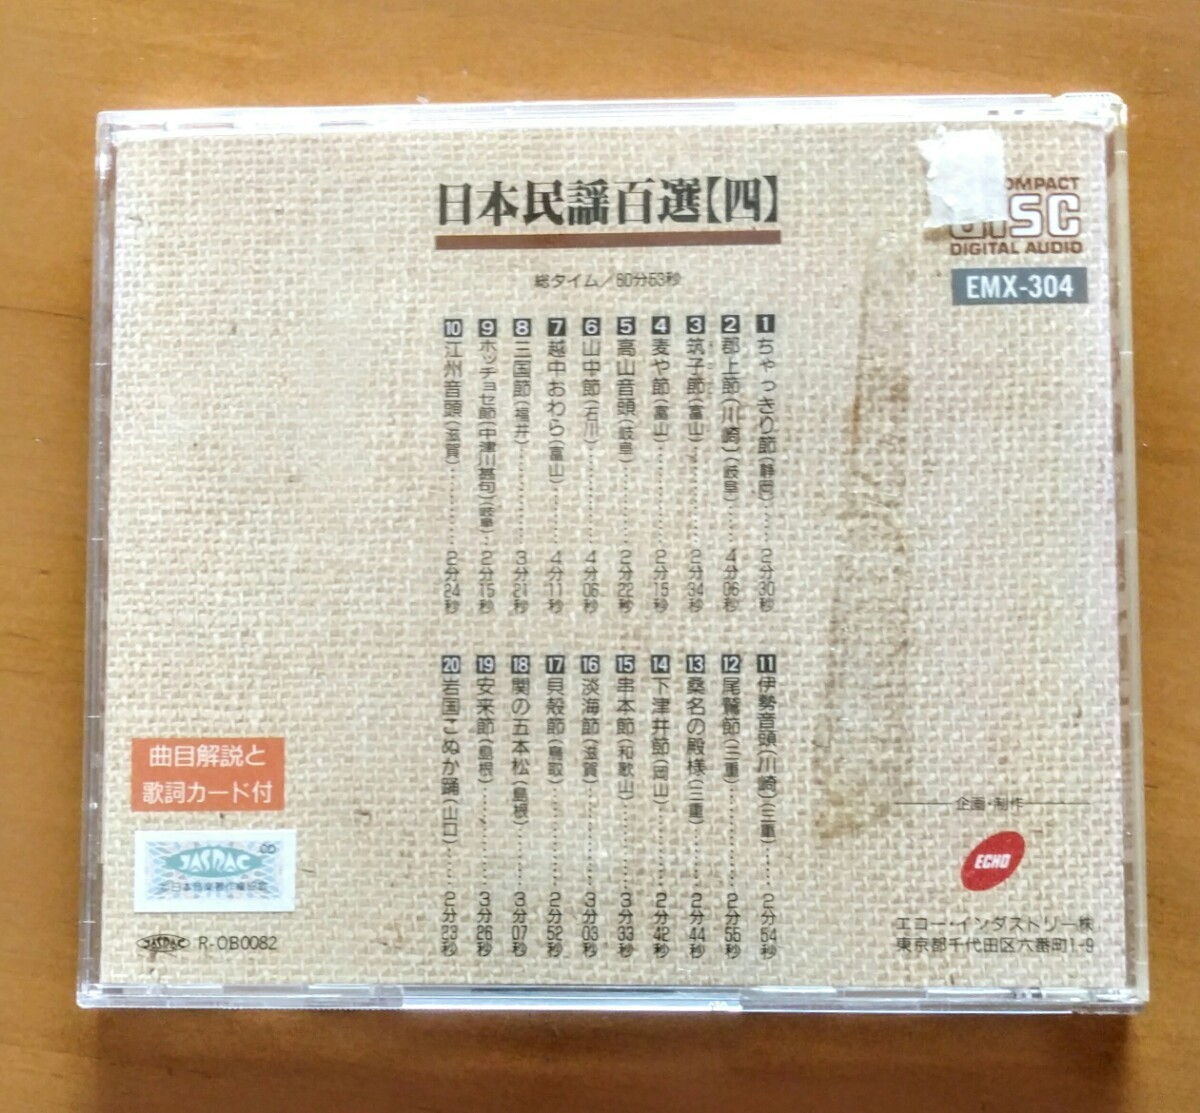 日本民謡百選【四】
COMPACT
DISC
DIGITAL AUDIO
EMX-304
総タイム/60分53秒
1 ちゃっきり節(静岡)……2分30秒
2 郡上節(川崎)(岐阜)……4分06秒
3 筑子節(富山)……2分34秒
4 麦や節(富山)……2分15秒
5 高山音頭(岐阜)……2分22秒
6 山中節(石川)……4分06秒
7 越中おわら(富山)……4分11秒
8 三国節(福井)……3分21秒
9 ホッチョセ節(中津川甚句)(岐阜)……2分15秒
10 江州音頭(滋賀)……2分24秒
11 伊勢音頭(川崎)(三重)……2分54秒
12 尾鷲節(三重)……2分55秒
13 桑名の殿様(三重)……2分44秒
14 下津井節(岡山)……2分42秒
15 串本節(和歌山)……3分33秒
16 淡海節(滋賀)……3分03秒
17 貝殻節(鳥取)……2分52秒
18 関の五本松(島根)……3分07秒
19 安来節(島根)……3分26秒
20 岩国こぬか踊(山口)……2分23秒
曲目解説と
歌詞カード付
JASRAC CD
日本音楽著作権協会
JASRAC R-OB0082
企画・制作
ECHO
エコー・インダストリー株
東京都千代田区六番町1-9